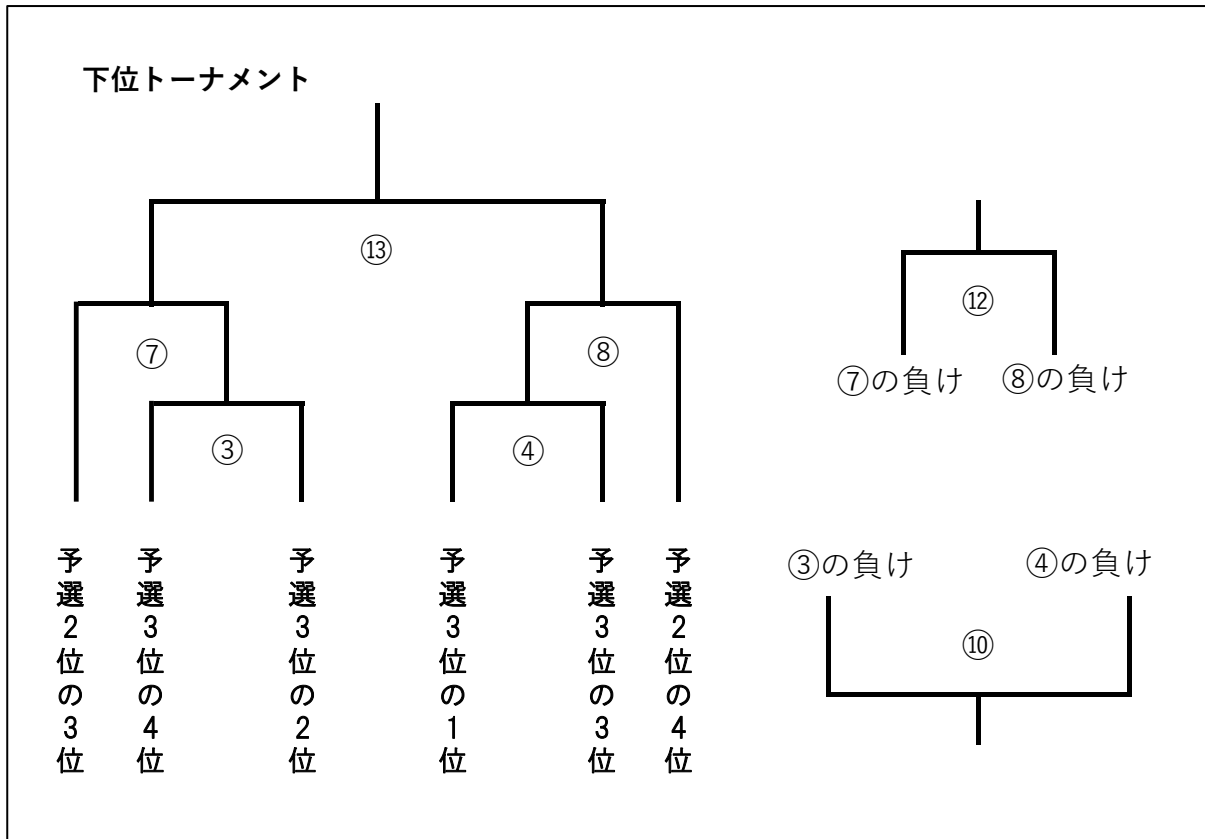 下位トーナメント
⑬
⑦
⑧
③
④
予選2位の3位
予選3位の4位
予選3位の2位
予選3位の1位
予選3位の3位
予選2位の4位
⑫
⑦の負け
⑧の負け
③の負け
④の負け
⑩